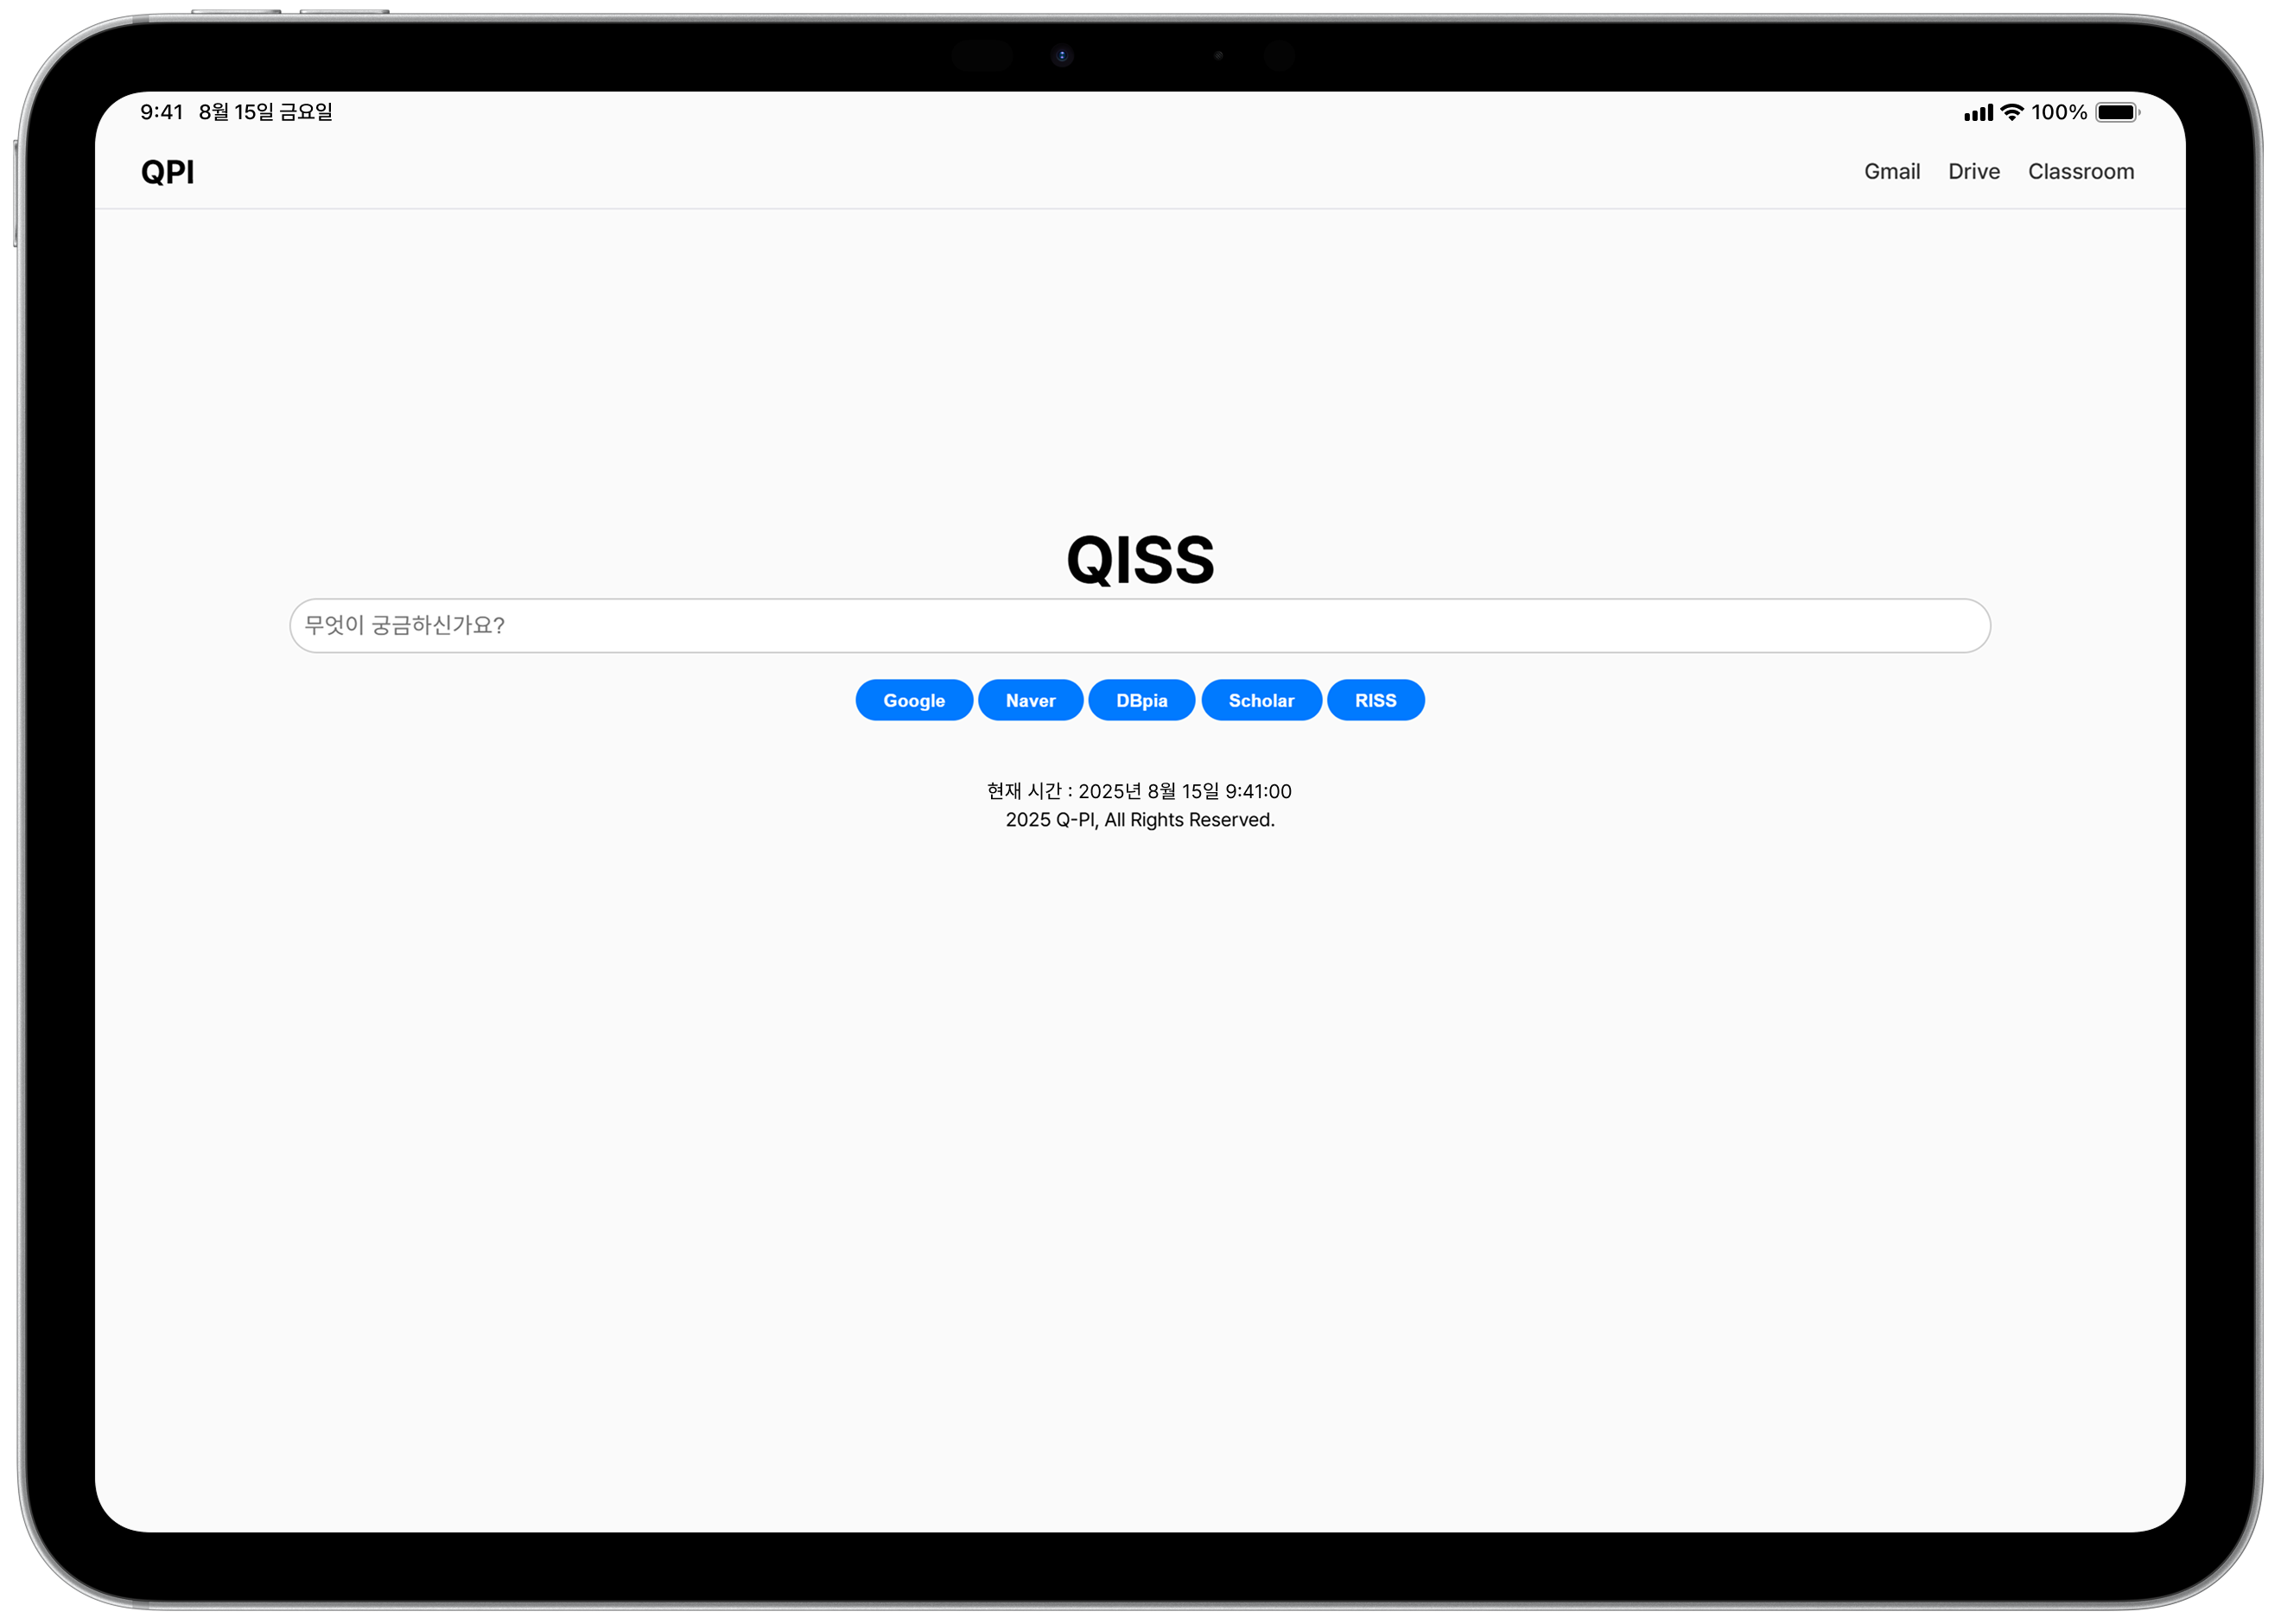 9:41 8월 15일 금요일 100%
QPI Gmail Drive Classroom
QISS
무엇이 궁금하신가요?
Google Naver DBpia Scholar RISS
현재 시간 : 2025년 8월 15일 9:41:00
2025 Q-PI, All Rights Reserved.